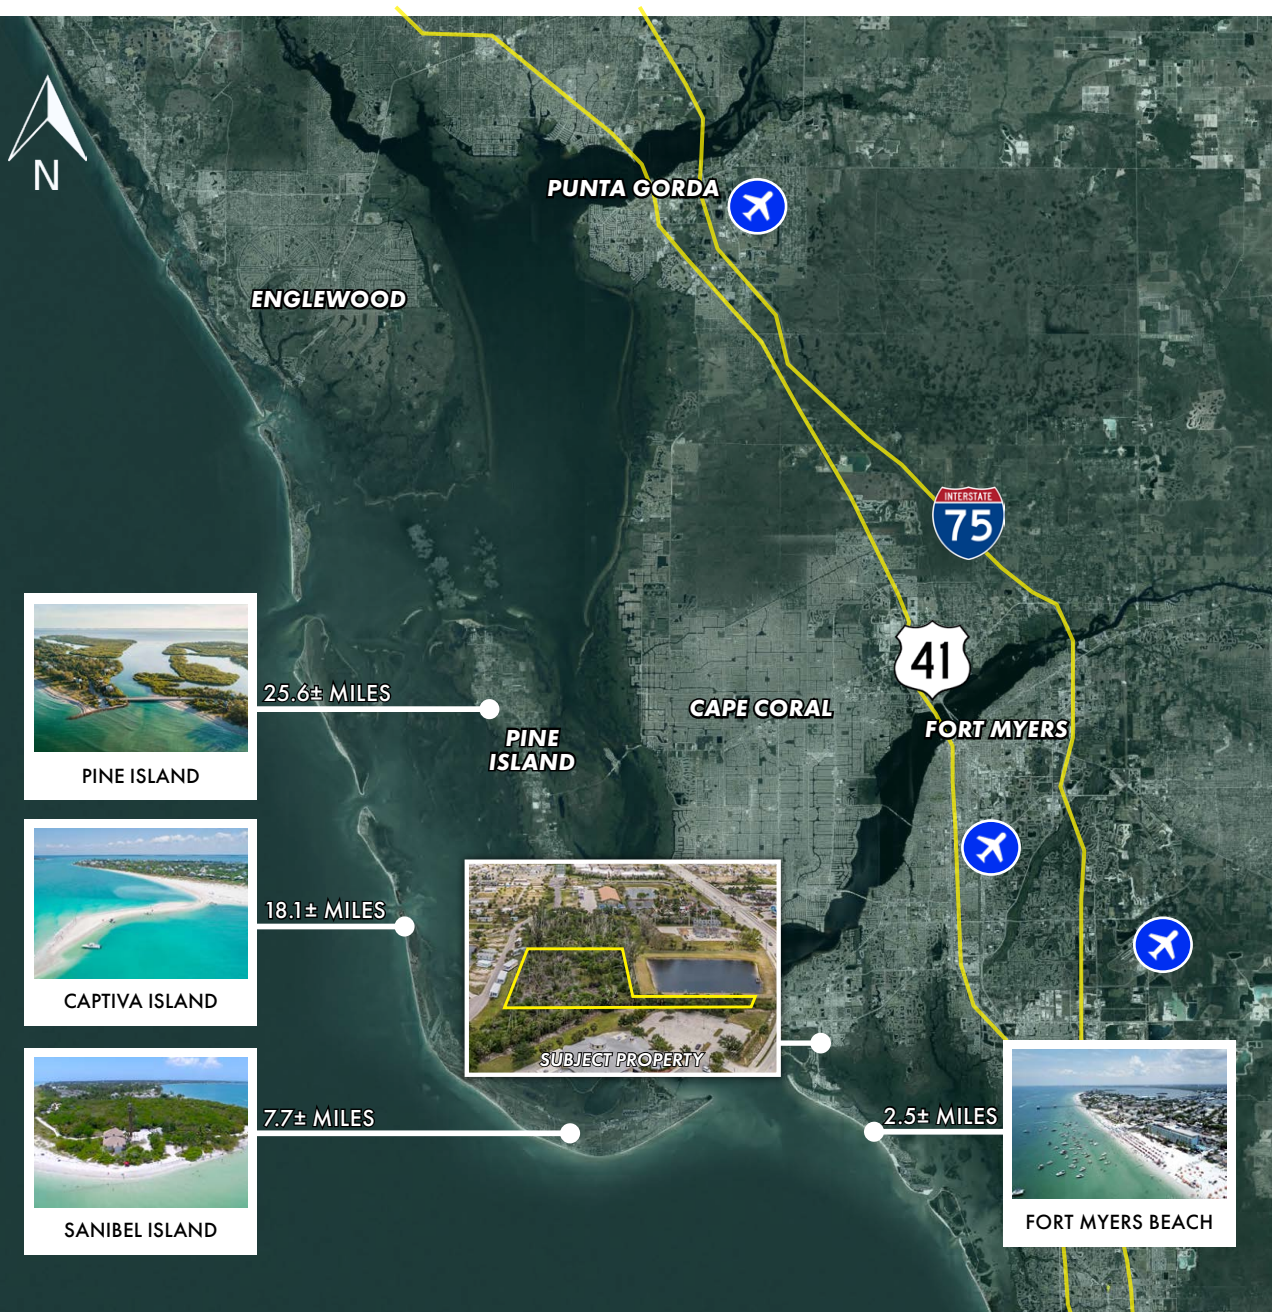 N
PUNTA GORDA
ENGLEWOOD
INTERSTATE
75
41
25.6± MILES
PINE ISLAND
PINE
ISLAND
CAPE CORAL
FORT MYERS
18.1± MILES
CAPTIVA ISLAND
SUBJECT PROPERTY
7.7± MILES
SANIBEL ISLAND
2.5± MILES
FORT MYERS BEACH